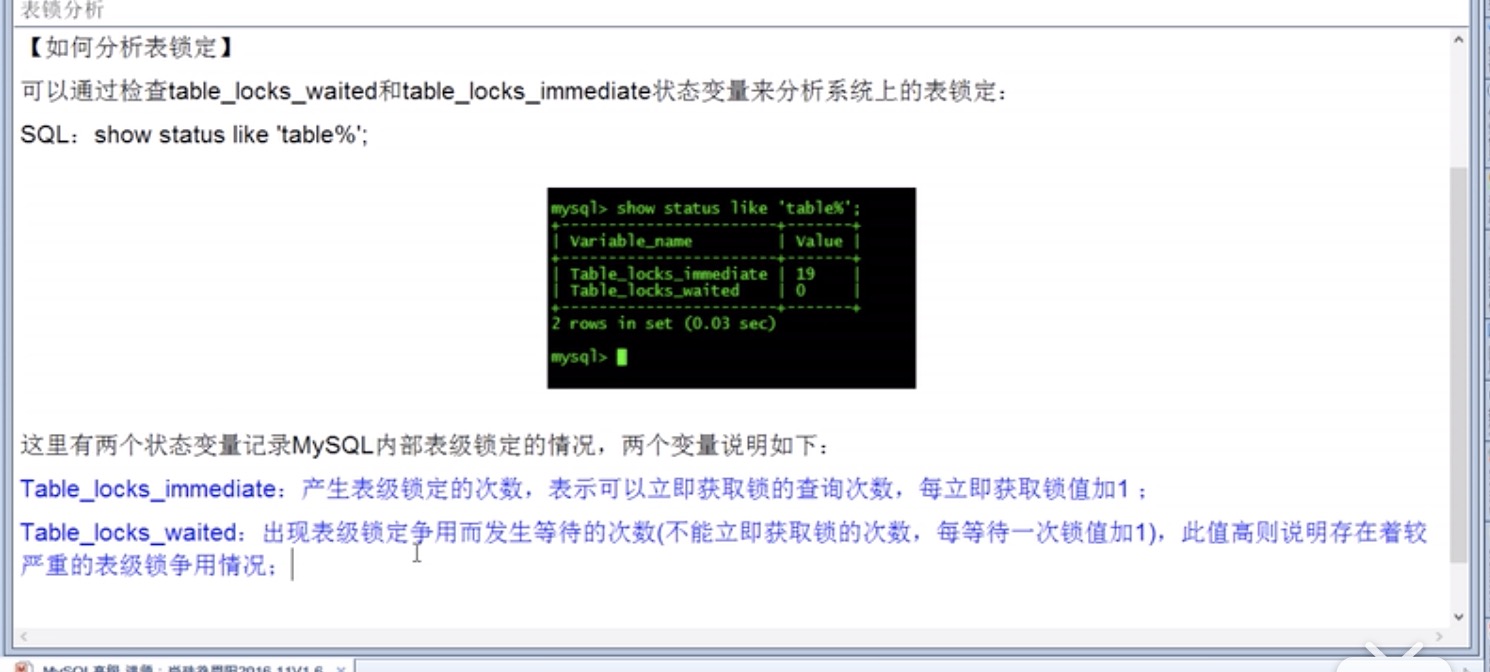 表锁分析
【如何分析表锁定】
可以通过检查table_locks_waited和table_locks_immediate状态变量来分析系统上的表锁定：
SQL：show status like 'table%';
mysql> show status like 'table%';
| Variable_name | Value |
| Table_locks_immediate | 19 |
| Table_locks_waited | 0 |
2 rows in set (0.03 sec)
mysql>
这里有两个状态变量记录MySQL内部表级锁定的情况，两个变量说明如下：
Table_locks_immediate：产生表级锁定的次数，表示可以立即获取锁的查询次数，每立即获取锁值加1 ；
Table_locks_waited：出现表级锁定争用而发生等待的次数(不能立即获取锁的次数，每等待一次锁值加1)，此值高则说明存在着较
严重的表级锁争用情况；